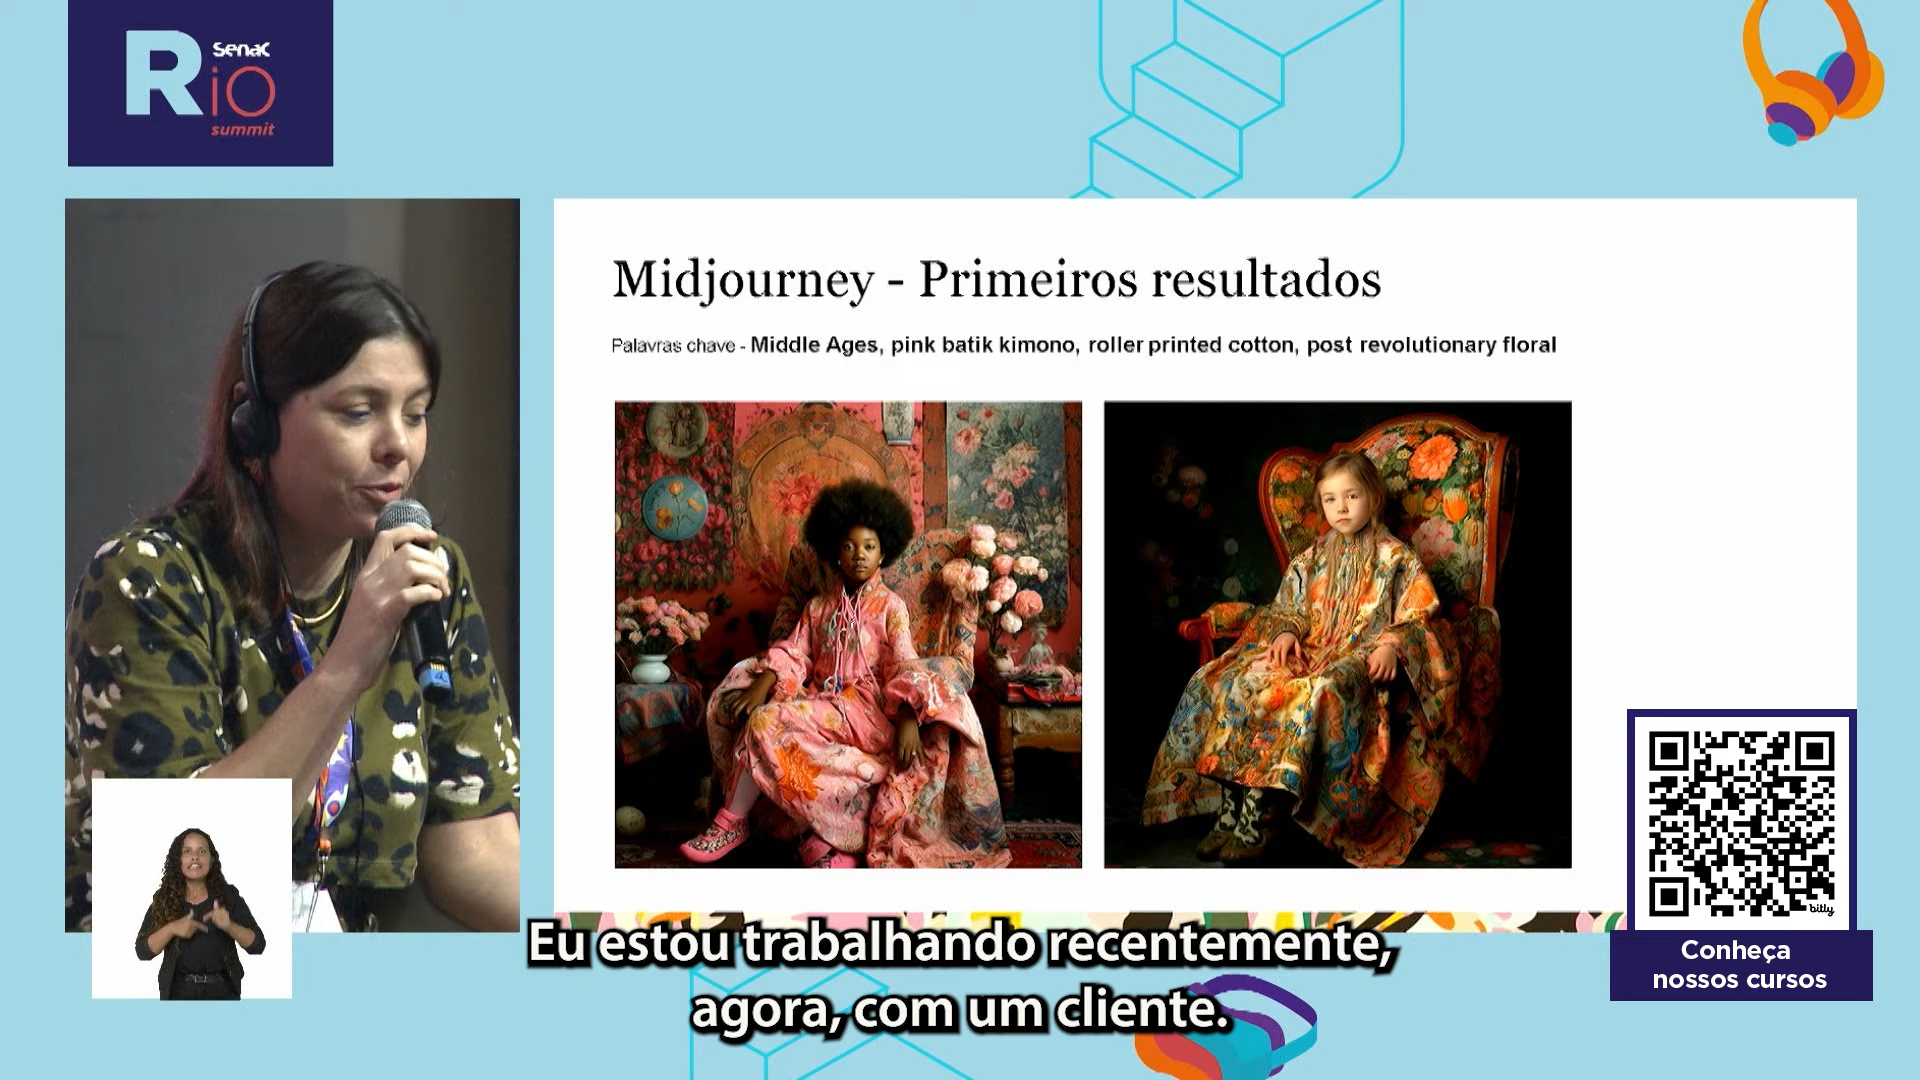 R Senac
io
summit
Midjourney - Primeiros resultados
Palavras chave - Middle Ages, pink batik kimono, roller printed cotton, post revolutionary floral
bitly
Conheça
nossos cursos
Eu estou trabalhando recentemente,
agora, com um cliente.